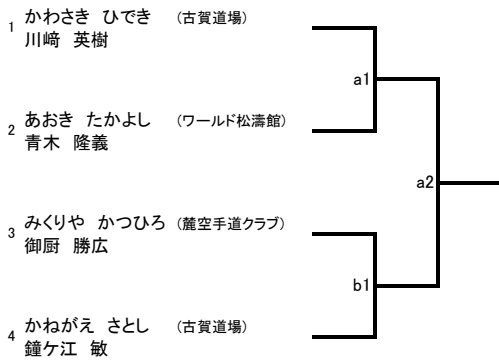 1 かわさき ひでき (古賀道場)
川﨑 英樹
a1
2 あおき たかよし (ワールド松濤館)
青木 隆義
a2
3 みくりや かつひろ (麓空手道クラブ)
御厨 勝広
b1
4 かねがえ さとし (古賀道場)
鐘ケ江 敏